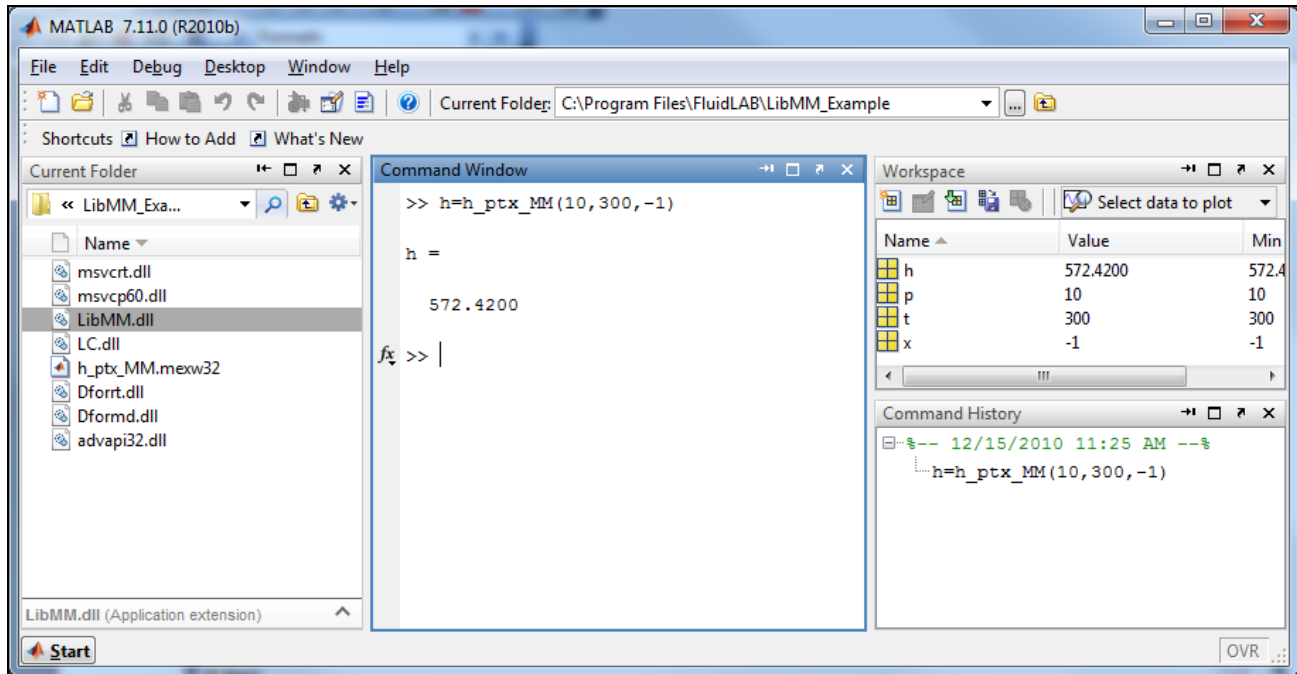 MATLAB 7.11.0 (R2010b)
File Edit Debug Desktop Window Help
Current Folder: C:\Program Files\FluidLAB\LibMM_Example
Shortcuts How to Add What's New
Current Folder
« LibMM_Exa...
Name
msvcrt.dll
msvcp60.dll
LibMM.dll
LC.dll
h_ptx_MM.mexw32
Dforrt.dll
Dformd.dll
advapi32.dll
LibMM.dll (Application extension)
Command Window
>> h=h_ptx_MM(10,300,-1)
h =
572.4200
fx >>
Workspace
Select data to plot
Name Value Min
h 572.4200 572.4
p 10 10
t 300 300
x -1 -1
Command History
%-- 12/15/2010 11:25 AM --%
h=h_ptx_MM(10,300,-1)
Start
OVR